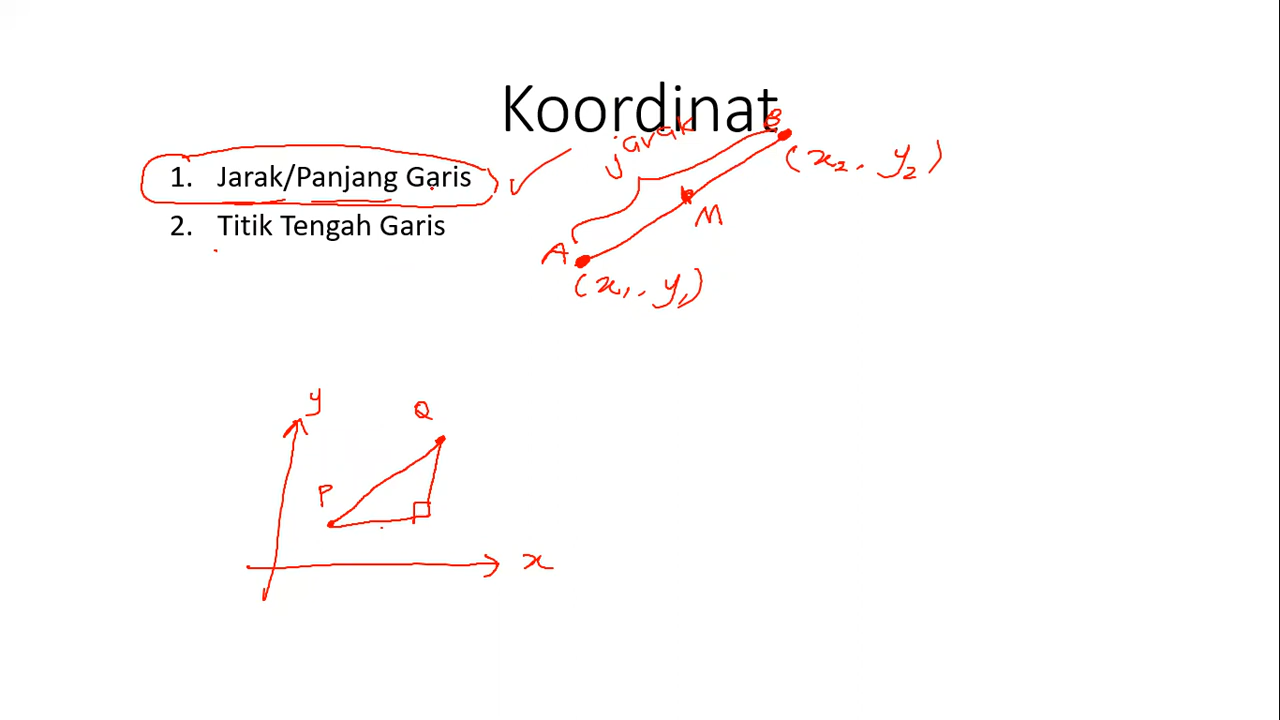 Koordinat
1. Jarak/Panjang Garis
2. Titik Tengah Garis
jarak
B
(x₂, y₂)
M
A
(x₁, y₁)
y
Q
P
x